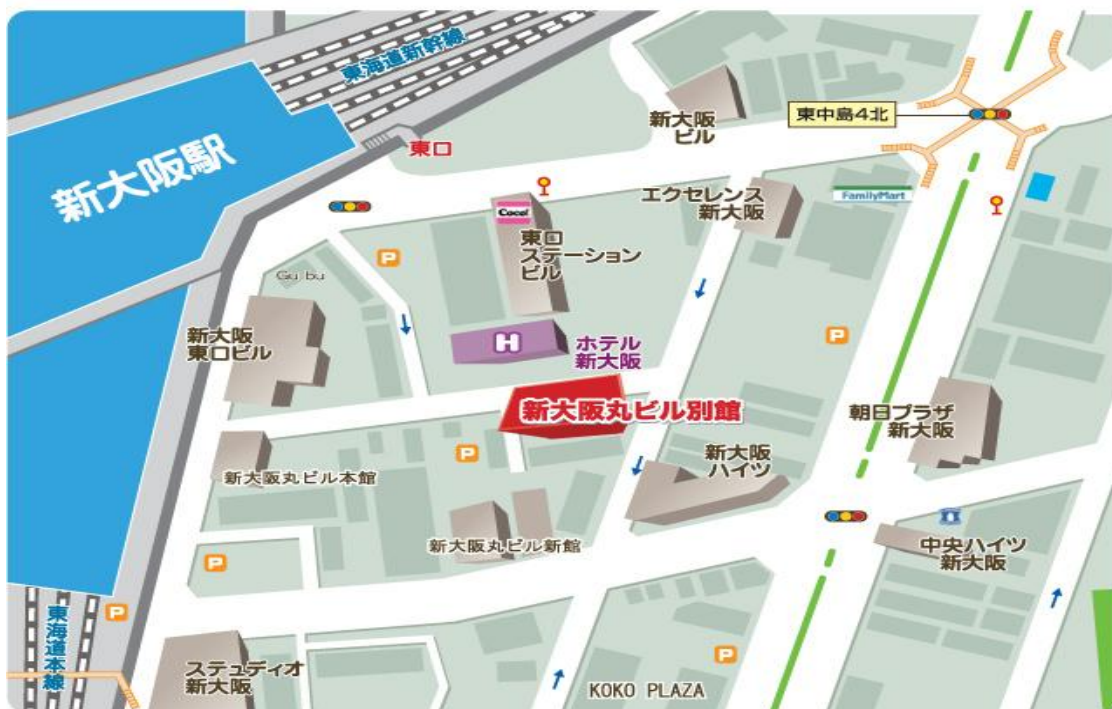 東海道新幹線
新大阪駅
東口
新大阪
ビル
東中島4北
エクセレンス
新大阪
FamilyMart
Cocol
東口
ステーション
ビル
Gu bu
新大阪
東口ビル
H
ホテル
新大阪
新大阪丸ビル別館
朝日プラザ
新大阪
新大阪
ハイツ
新大阪丸ビル本館
新大阪丸ビル新館
中央ハイツ
新大阪
東海道本線
ステュディオ
新大阪
KOKO PLAZA
P
P
P
P
P
P